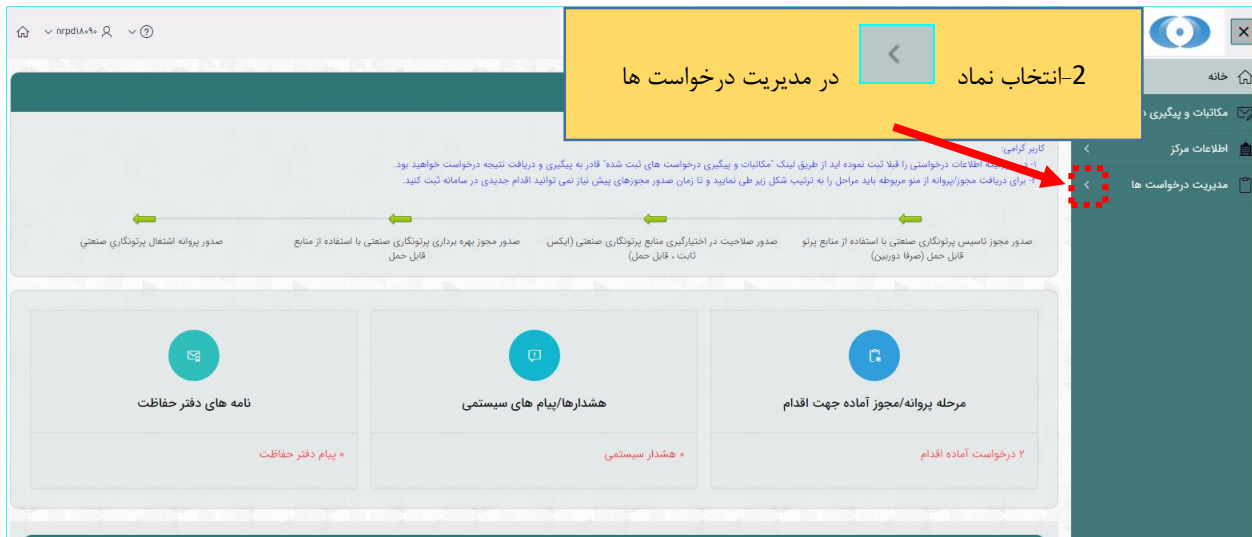 nrpd۱۸۰۹۰
2-انتخاب نماد < در مدیریت درخواست ها
خانه
مکاتبات و پیگیری
اطلاعات مرکز
مدیریت درخواست ها
کاربر گرامی:
اطلاعات درخواستی را قبلا ثبت نموده اید از طریق لینک "مکاتبات و پیگیری درخواست های ثبت شده" قادر به پیگیری و دریافت نتیجه درخواست خواهید بود.
۲- برای دریافت مجوز/پروانه از منو مربوطه باید مراحل را به ترتیب شکل زیر طی نمایید و تا زمان صدور مجوزهای پیش نیاز نمی توانید اقدام جدیدی در سامانه ثبت کنید.
صدور مجوز تاسیس پرتونگاری صنعتی با استفاده از منابع پرتو
قابل حمل (صرفا دوربین)
صدور صلاحیت در اختیارگیری منابع پرتونگاری صنعتی (ایکس
ثابت ، قابل حمل)
صدور مجوز بهره برداری پرتونگاری صنعتی با استفاده از منابع
قابل حمل
صدور پروانه اشتغال پرتونگاري صنعتي
مرحله پروانه/مجوز آماده جهت اقدام
۲ درخواست آماده اقدام
هشدارها/پیام های سیستمی
۰ هشدار سیستمی
نامه های دفتر حفاظت
۰ پیام دفتر حفاظت